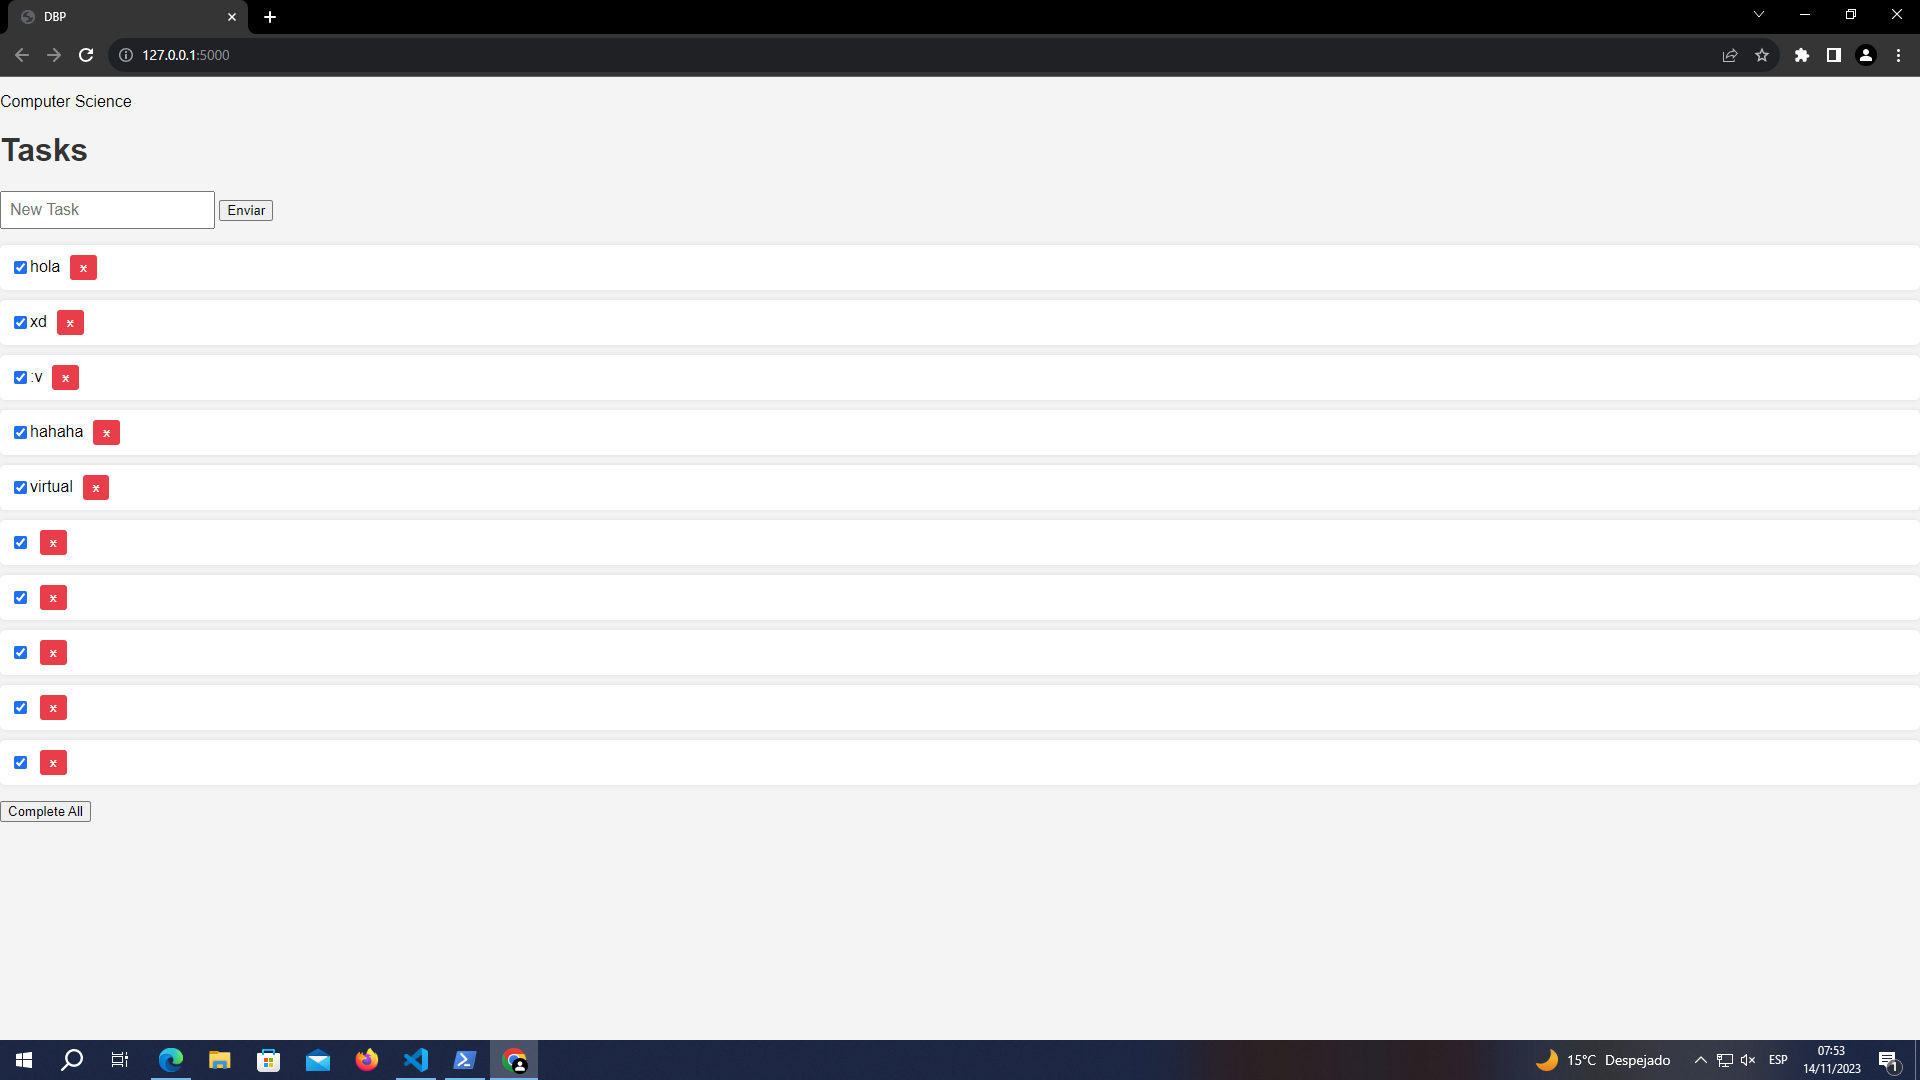 DBP
127.0.0.1:5000
Computer Science
Tasks
New Task Enviar
hola x
xd x
:v x
hahaha x
virtual x
x
x
x
x
x
Complete All
15°C Despejado ESP 07:53
14/11/2023 1